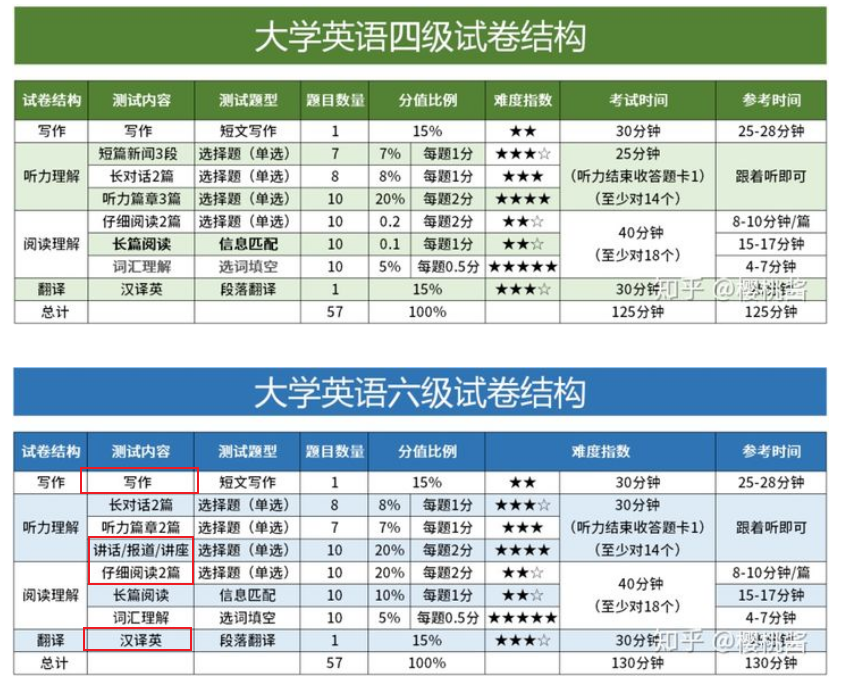 大学英语四级试卷结构
试卷结构 测试内容 测试题型 题目数量 分值比例 难度指数 考试时间 参考时间
写作 写作 短文写作 1 15% ★★ 30分钟 25-28分钟
听力理解 短篇新闻3段 选择题（单选） 7 7% 每题1分 ★★★☆ 25分钟（听力结束收答题卡1）（至少对14个） 跟着听即可
长对话2篇 选择题（单选） 8 8% 每题1分 ★★★
听力篇章3篇 选择题（单选） 10 20% 每题2分 ★★★★
阅读理解 仔细阅读2篇 选择题（单选） 10 0.2 每题2分 ★★☆ 40分钟（至少对18个） 8-10分钟/篇
长篇阅读 信息匹配 10 0.1 每题1分 ★★☆ 15-17分钟
词汇理解 选词填空 10 5% 每题0.5分 ★★★★★ 4-7分钟
翻译 汉译英 段落翻译 1 15% ★★★☆ 30分钟
知乎 @樱桃酱
总计 57 100% 125分钟 125分钟
大学英语六级试卷结构
试卷结构 测试内容 测试题型 题目数量 分值比例 难度指数 参考时间
写作 写作 短文写作 1 15% ★★ 30分钟 25-28分钟
听力理解 长对话2篇 选择题（单选） 8 8% 每题1分 ★★★☆ 30分钟（听力结束收答题卡1）（至少对14个） 跟着听即可
听力篇章2篇 选择题（单选） 7 7% 每题1分 ★★★
讲话/报道/讲座 选择题（单选） 10 20% 每题2分 ★★★★
阅读理解 仔细阅读2篇 选择题（单选） 10 20% 每题2分 ★★☆ 40分钟（至少对18个） 8-10分钟/篇
长篇阅读 信息匹配 10 10% 每题1分 ★★☆ 15-17分钟
词汇理解 选词填空 10 5% 每题0.5分 ★★★★★ 4-7分钟
翻译 汉译英 段落翻译 1 15% ★★★☆ 30分钟
知乎 @樱桃酱
总计 57 100% 130分钟 130分钟